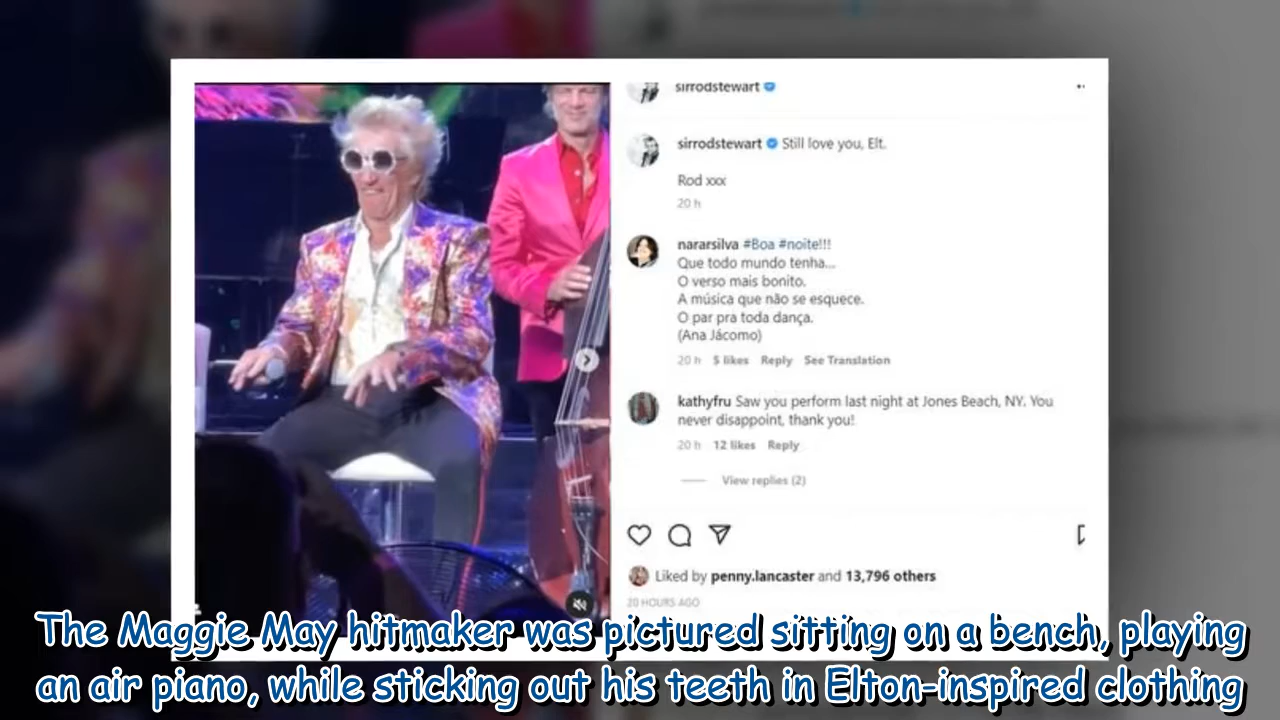 sirrodstewart
sirrodstewart Still love you, Elt.
Rod xxx
20 h
nararsilva #Boa #noite!!!
Que todo mundo tenha...
O verso mais bonito.
A música que não se esquece.
O par pra toda dança.
(Ana Jácomo)
20 h 5 likes Reply See Translation
kathyfru Saw you perform last night at Jones Beach, NY. You
never disappoint, thank you!
20 h 12 likes Reply
View replies (2)
Liked by penny.lancaster and 13,796 others
20 HOURS AGO
The Maggie May hitmaker was pictured sitting on a bench, playing
an air piano, while sticking out his teeth in Elton-inspired clothing